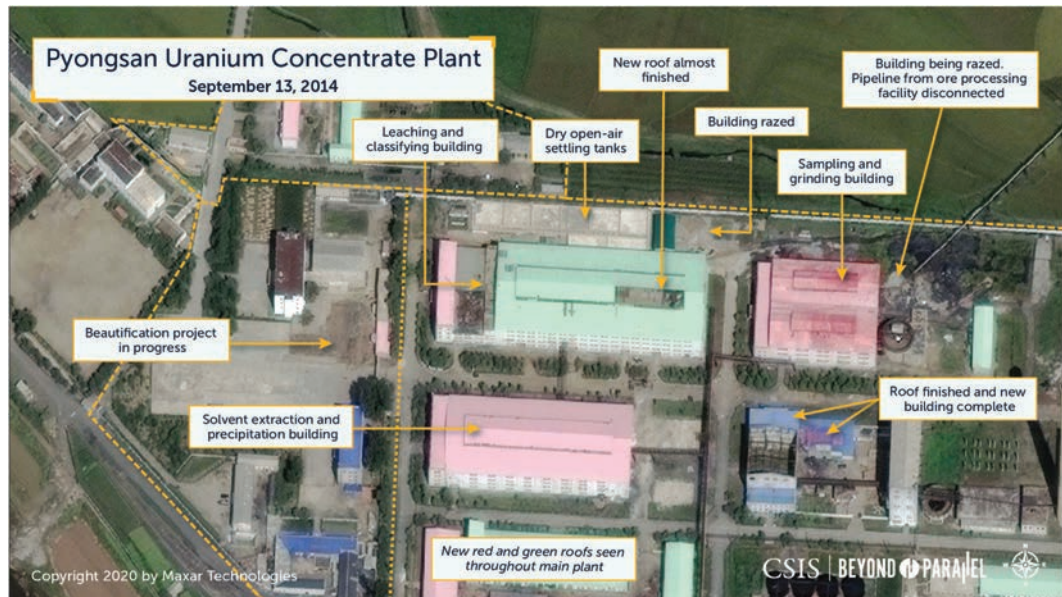 Pyongsan Uranium Concentrate Plant
September 13, 2014
New roof almost
finished
Building being razed.
Pipeline from ore processing
facility disconnected
Leaching and
classifying building
Dry open-air
settling tanks
Building razed
Sampling and
grinding building
Beautification project
in progress
Solvent extraction and
precipitation building
Roof finished and new
building complete
New red and green roofs seen
throughout main plant
Copyright 2020 by Maxar Technologies
CSIS | BEYOND PARALLEL